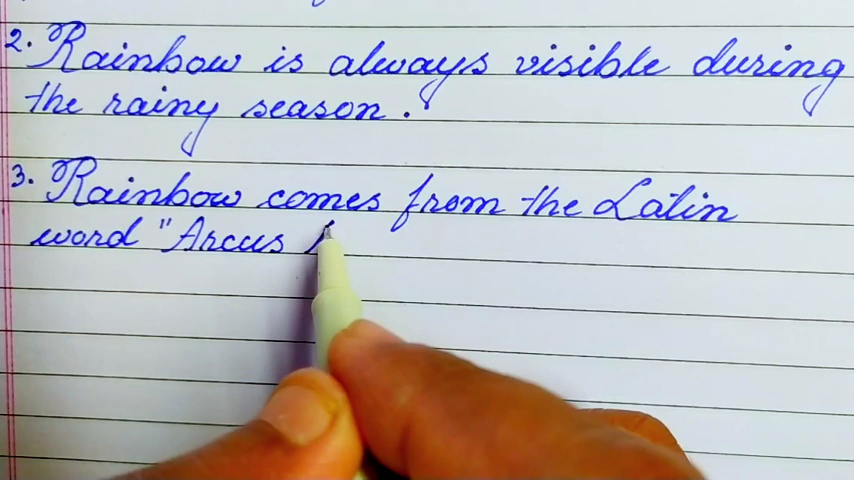 2. Rainbow is always visible during
the rainy season.
3. Rainbow comes from the Latin
word "Arcus